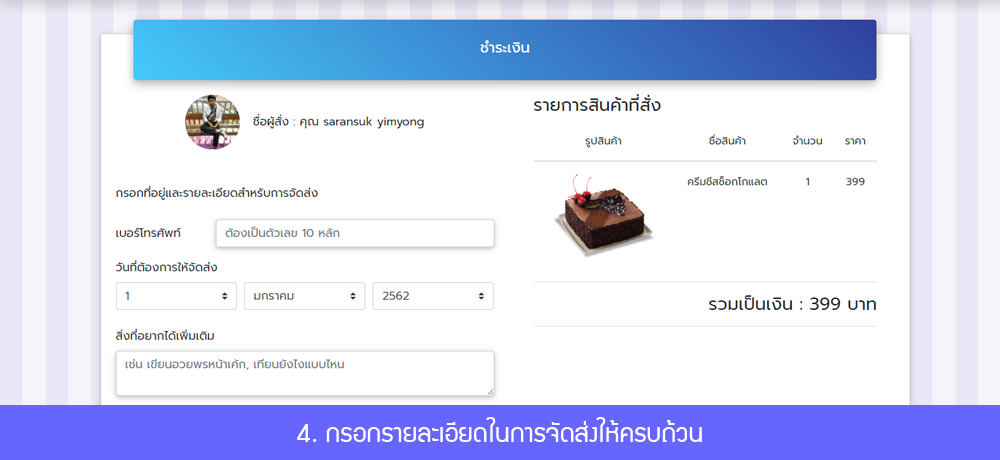 ชำระเงิน
ชื่อผู้สั่ง : คุณ saransuk yimyong
กรอกที่อยู่และรายละเอียดสำหรับการจัดส่ง
เบอร์โทรศัพท์
ต้องเป็นตัวเลข 10 หลัก
วันที่ต้องการให้จัดส่ง
1 มกราคม 2562
สิ่งที่อยากได้เพิ่มเติม
เช่น เขียนอวยพรหน้าเค้ก, เทียนยังไงแบบไหน
รายการสินค้าที่สั่ง
รูปสินค้า ชื่อสินค้า จำนวน ราคา
ครีมชีสช็อกโกแลต 1 399
รวมเป็นเงิน : 399 บาท
4. กรอกรายละเอียดในการจัดส่งให้ครบถ้วน